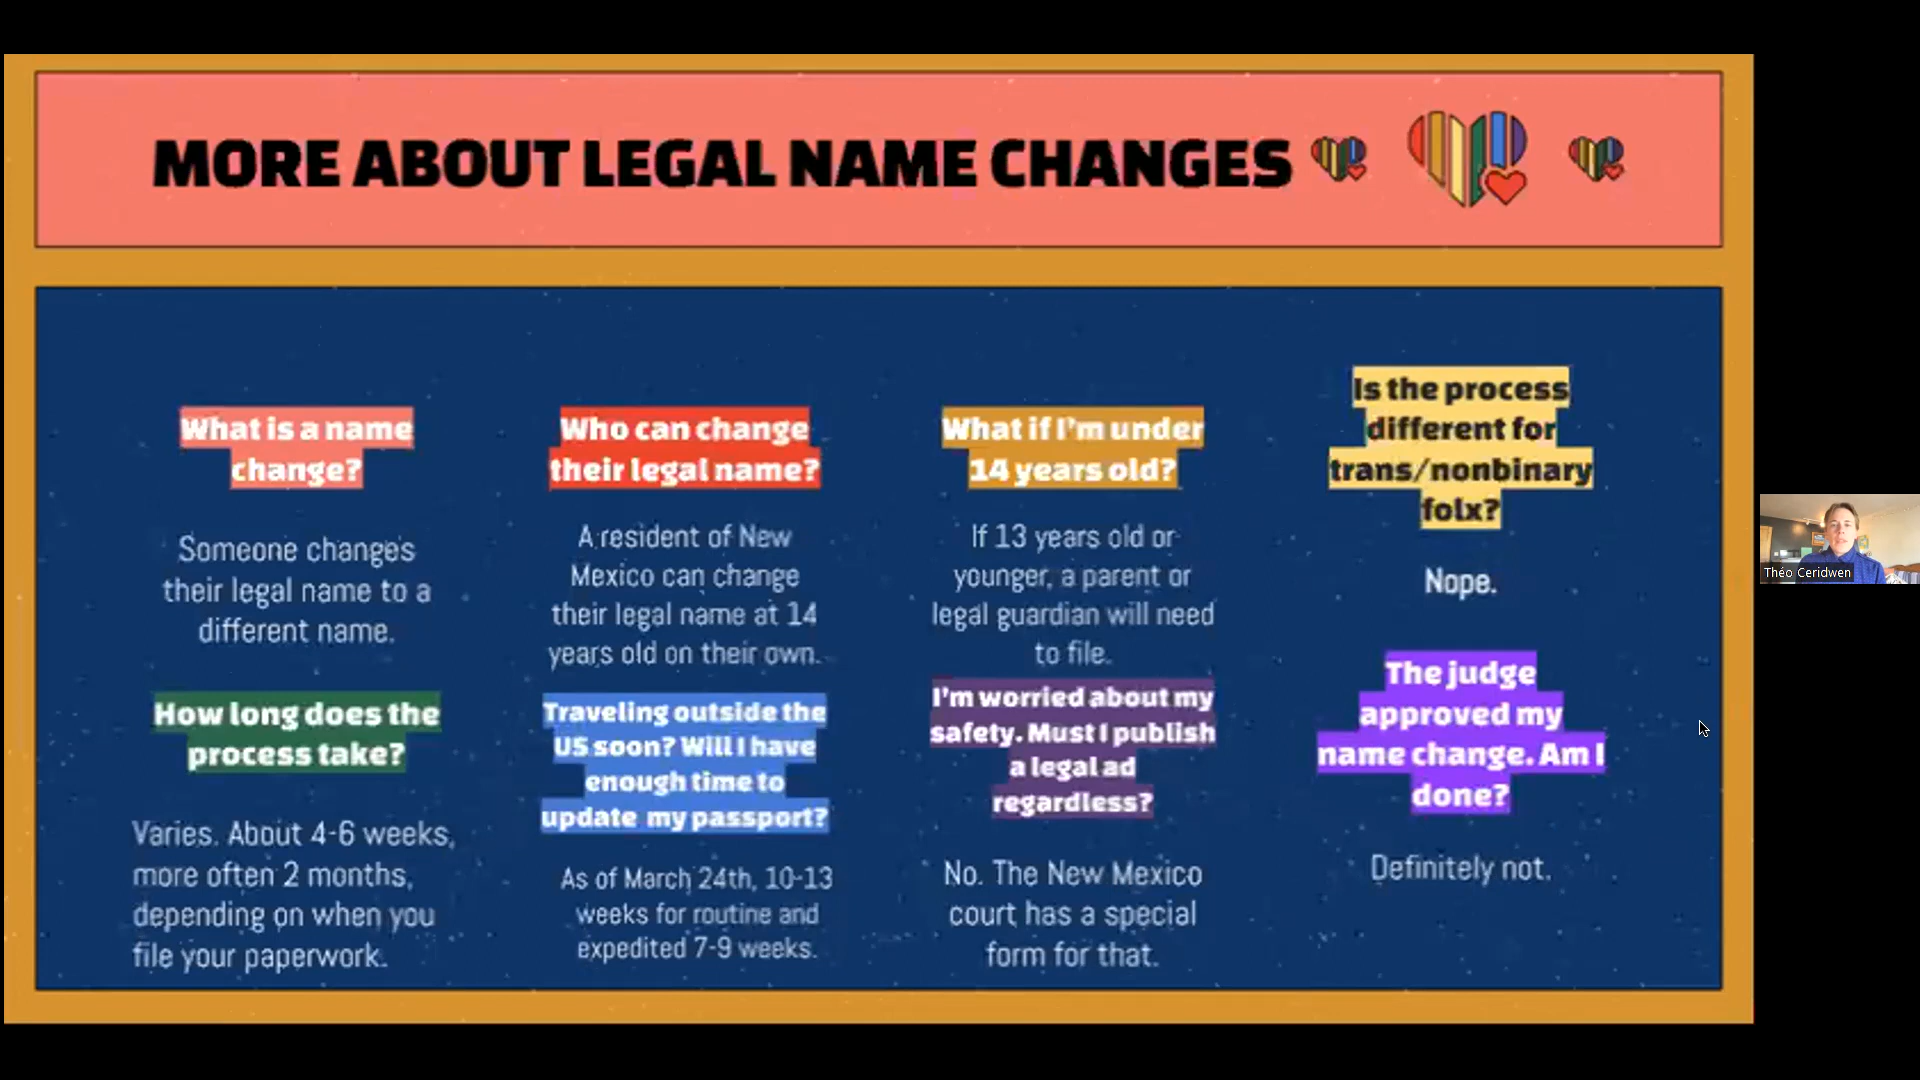 MORE ABOUT LEGAL NAME CHANGES
What is a name
change?
Someone changes
their legal name to a
different name.
Who can change
their legal name?
A resident of New
Mexico can change
their legal name at 14
years old on their own.
What if I'm under
14 years old?
If 13 years old or
younger, a parent or
legal guardian will need
to file.
Is the process
different for
trans/nonbinary
folx?
Nope.
How long does the
process take?
Varies. About 4-6 weeks,
more often 2 months,
depending on when you
file your paperwork.
Traveling outside the
US soon? Will I have
enough time to
update my passport?
As of March 24th, 10-13
weeks for routine and
expedited 7-9 weeks.
I'm worried about my
safety. Must I publish
a legal ad
regardless?
No. The New Mexico
court has a special
form for that.
The judge
approved my
name change. Am I
done?
Definitely not.
Théo Ceridwen